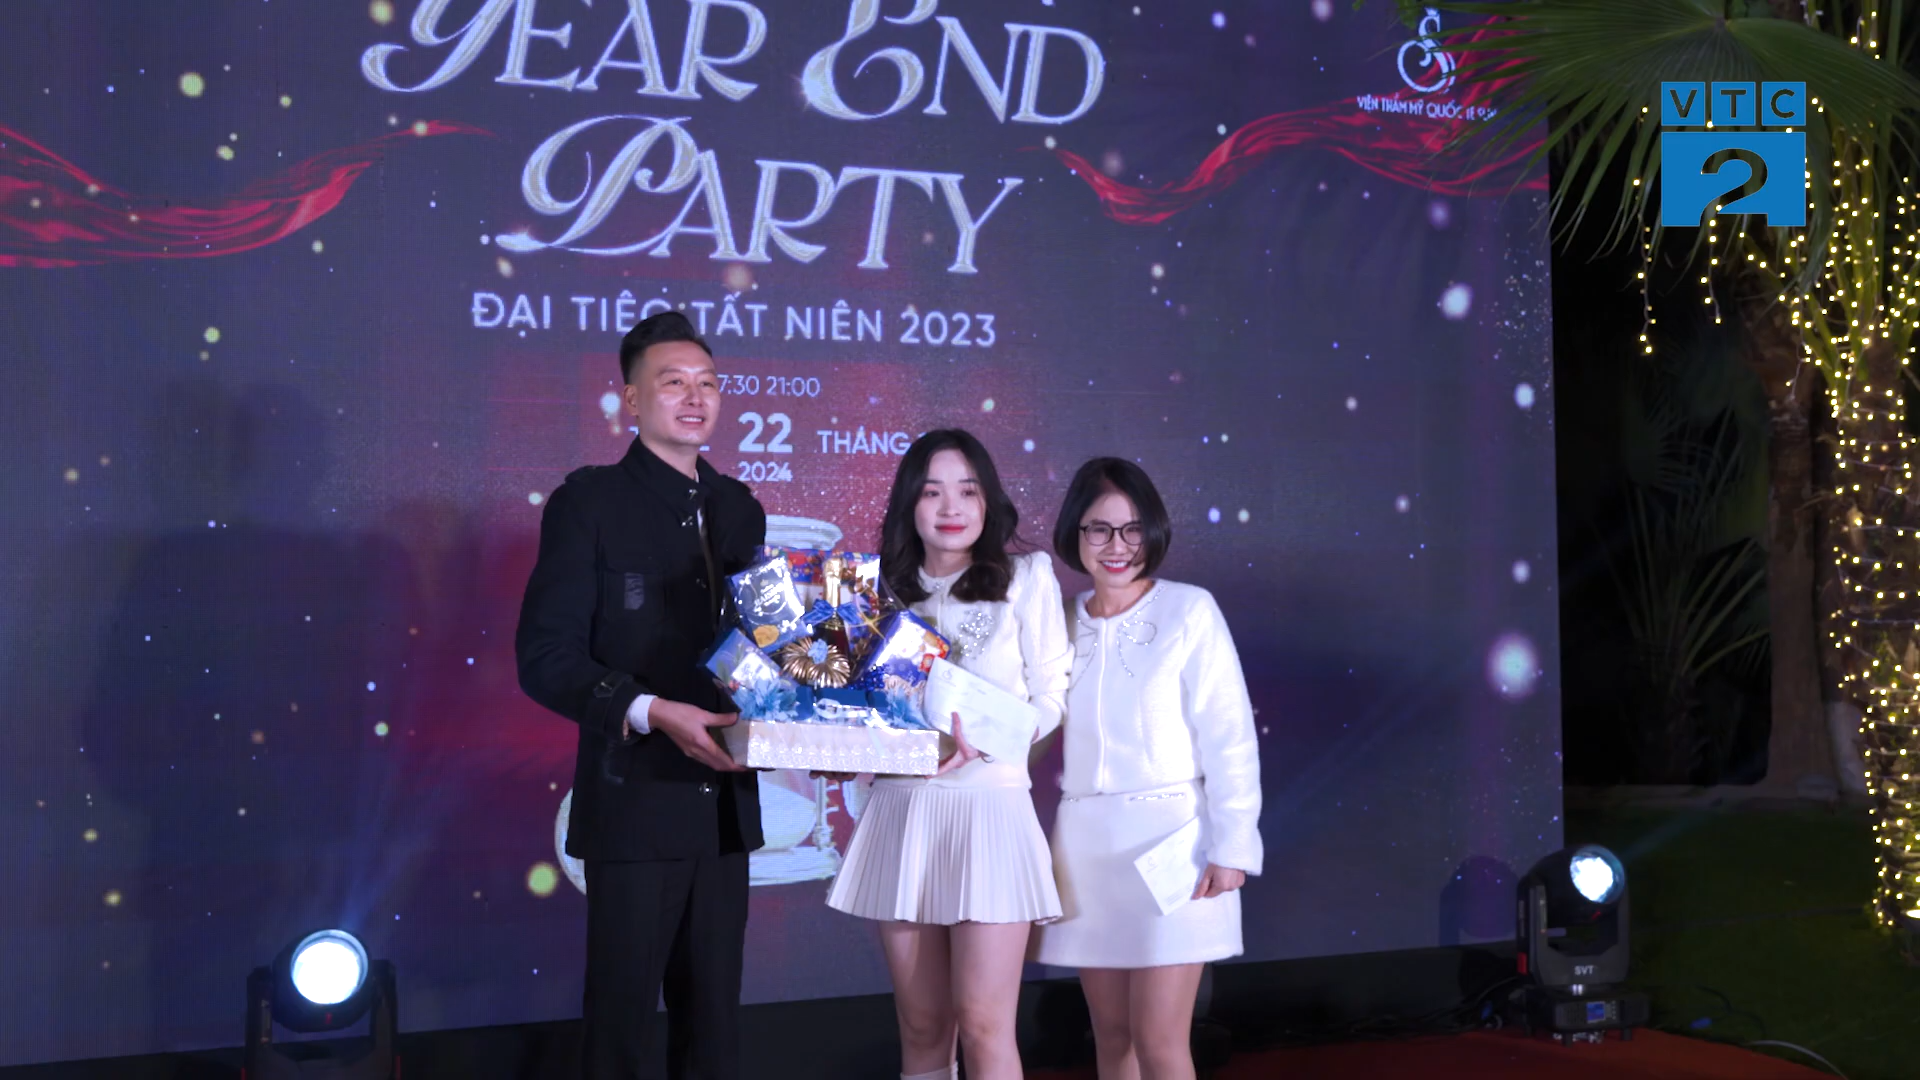 YEAR END
PARTY
ĐẠI TIỆC TẤT NIÊN 2023
7:30 21:00
22 THÁNG
2024
VIỆN THẨM MỸ QUỐC TẾ
VTC
2
SVT